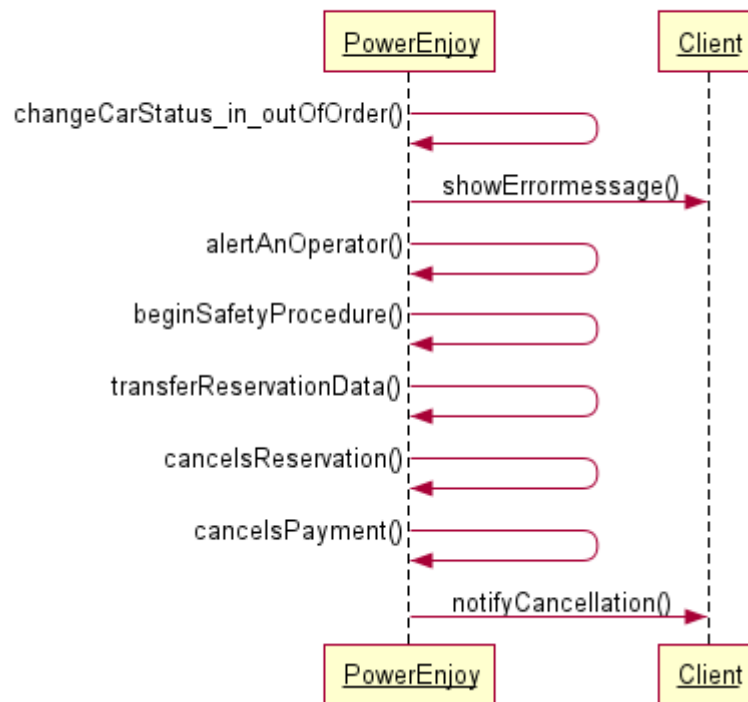 PowerEnjoy Client
changeCarStatus_in_outOfOrder()
showErrormessage()
alertAnOperator()
beginSafetyProcedure()
transferReservationData()
cancelsReservation()
cancelsPayment()
notifyCancellation()
PowerEnjoy Client